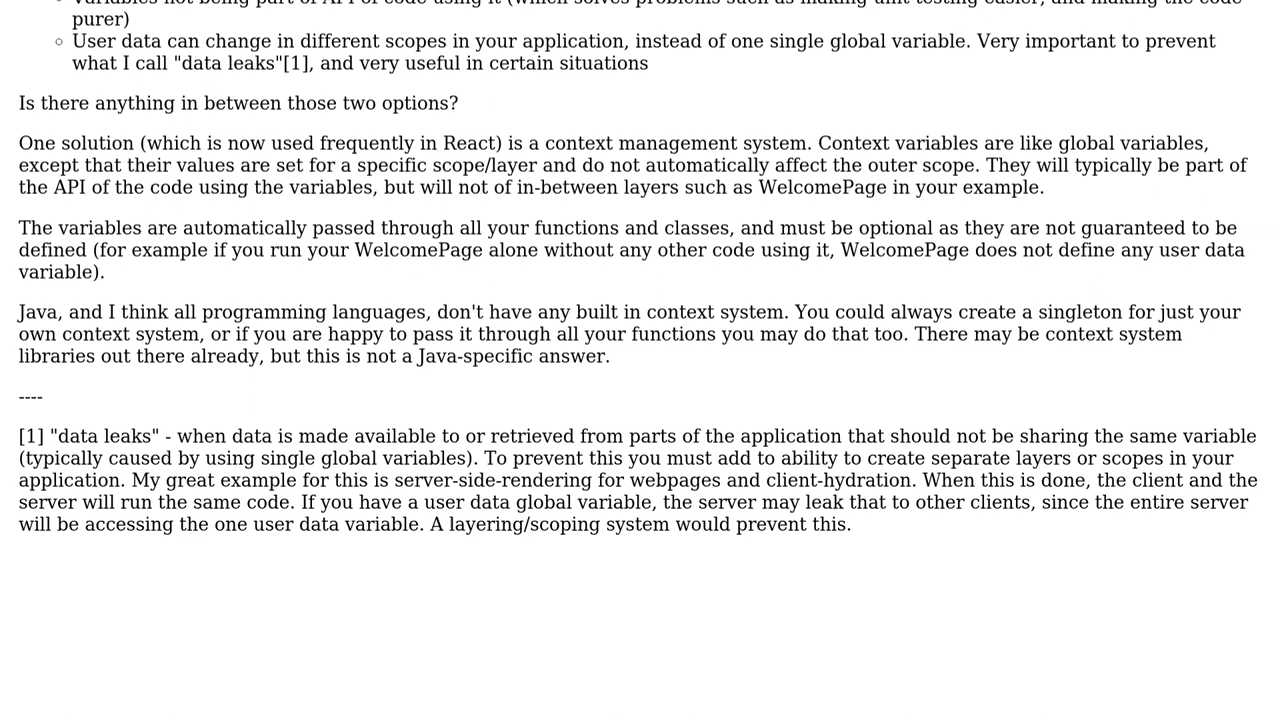 purer)
User data can change in different scopes in your application, instead of one single global variable. Very important to prevent
what I call "data leaks"[1], and very useful in certain situations
Is there anything in between those two options?
One solution (which is now used frequently in React) is a context management system. Context variables are like global variables,
except that their values are set for a specific scope/layer and do not automatically affect the outer scope. They will typically be part of
the API of the code using the variables, but will not of in-between layers such as WelcomePage in your example.
The variables are automatically passed through all your functions and classes, and must be optional as they are not guaranteed to be
defined (for example if you run your WelcomePage alone without any other code using it, WelcomePage does not define any user data
variable).
Java, and I think all programming languages, don't have any built in context system. You could always create a singleton for just your
own context system, or if you are happy to pass it through all your functions you may do that too. There may be context system
libraries out there already, but this is not a Java-specific answer.
----
[1] "data leaks" - when data is made available to or retrieved from parts of the application that should not be sharing the same variable
(typically caused by using single global variables). To prevent this you must add to ability to create separate layers or scopes in your
application. My great example for this is server-side-rendering for webpages and client-hydration. When this is done, the client and the
server will run the same code. If you have a user data global variable, the server may leak that to other clients, since the entire server
will be accessing the one user data variable. A layering/scoping system would prevent this.